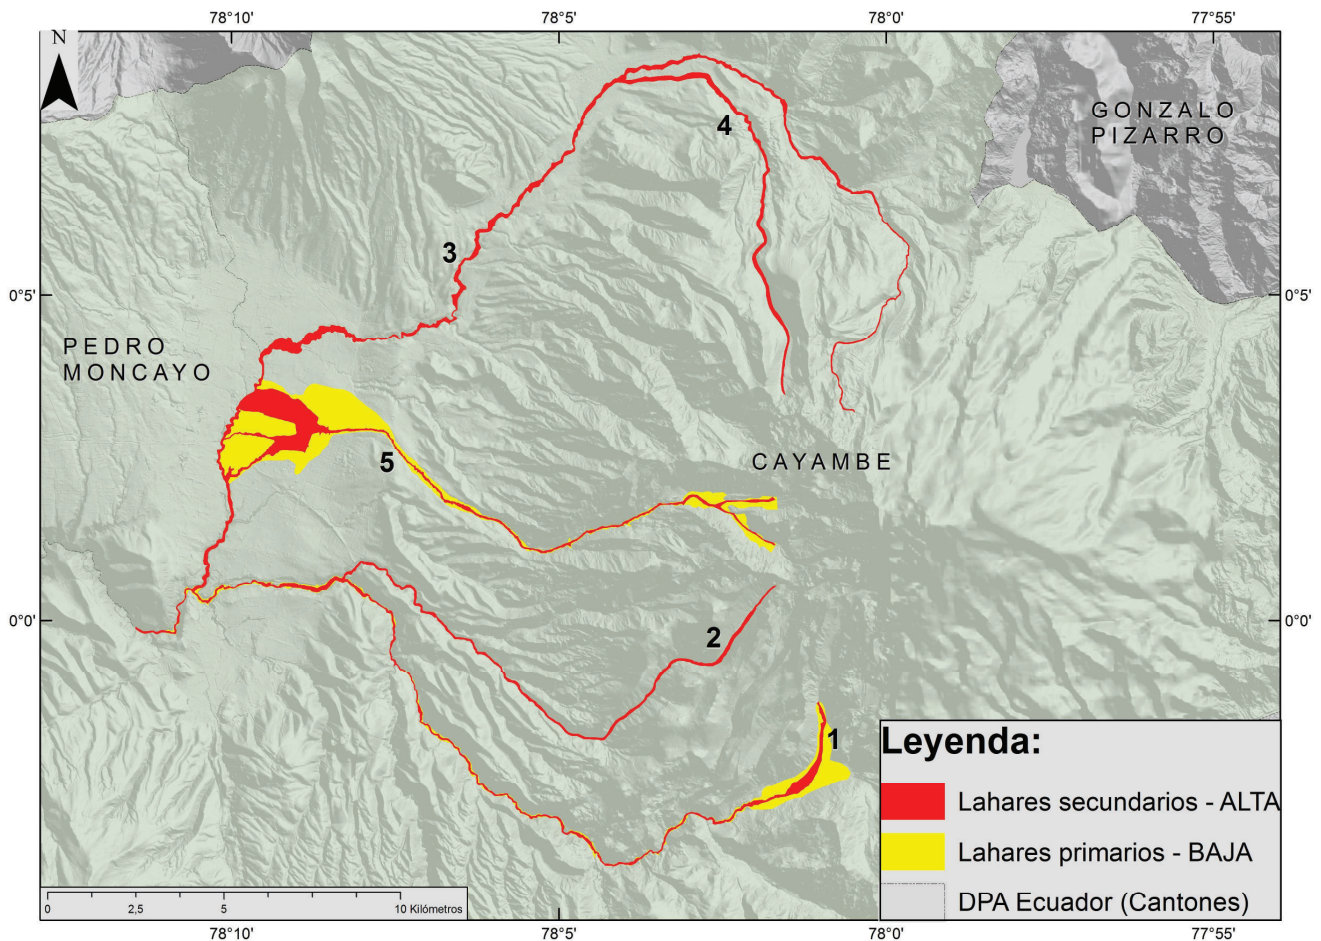 78°10'
78°5'
78°0'
77°55'
N
GONZALO
PIZARRO
4
3
0°5'
0°5'
PEDRO
MONCAYO
5
CAYAMBE
0°0'
0°0'
2
1
Leyenda:
Lahares secundarios - ALTA
Lahares primarios - BAJA
DPA Ecuador (Cantones)
0
2,5
5
10 Kilómetros
78°10'
78°5'
78°0'
77°55'